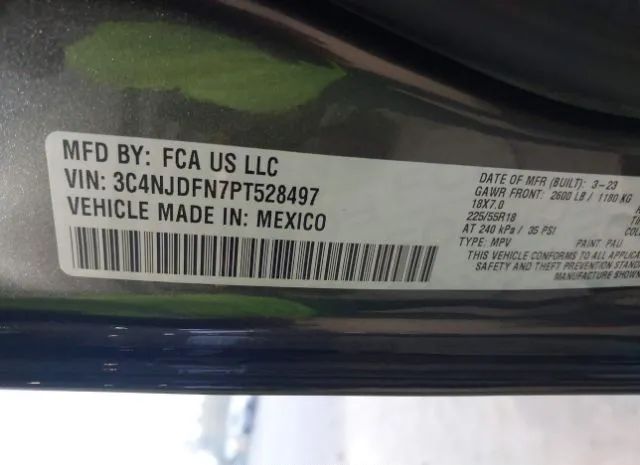 MFD BY: FCA US LLC
VIN: 3C4NJDFN7PT528497
VEHICLE MADE IN: MEXICO
DATE OF MFR (BUILT): 3-23
GAWR FRONT: 2600 LB / 1180 KG
18X7.0
225/55R18
AT 240 kPa / 35 PSI
TYPE: MPV PAINT: PAU
THIS VEHICLE CONFORMS TO ALL APPLICABLE
SAFETY AND THEFT PREVENTION STANDA
MANUFACTURE SHOWN